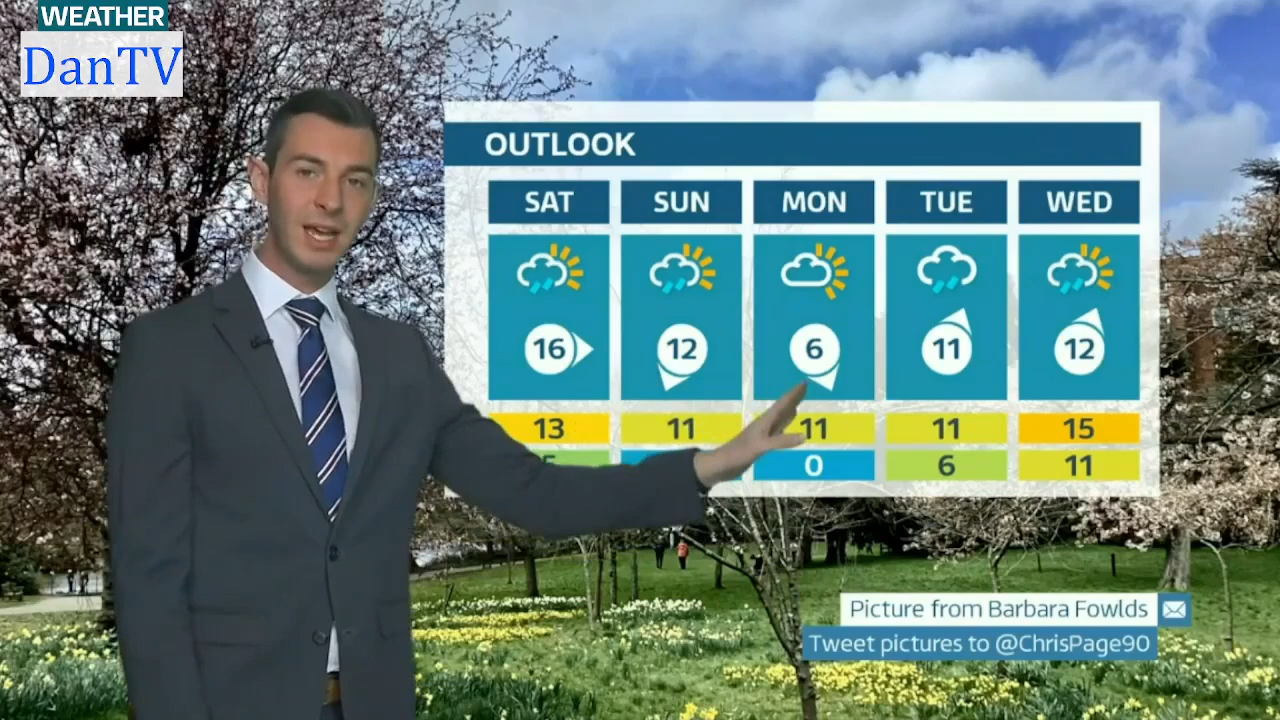 WEATHER
DanTV
OUTLOOK
SAT SUN MON TUE WED
16 12 6 11 12
13 11 11 11 15
0 6 11
Picture from Barbara Fowlds
Tweet pictures to @ChrisPage90